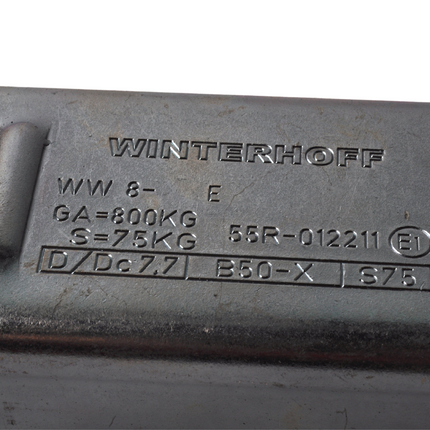 WINTERHOFF
WW 8- E
GA=800KG
S=75KG 55R-012211 E1
D/Dc7.7 B50-X S75